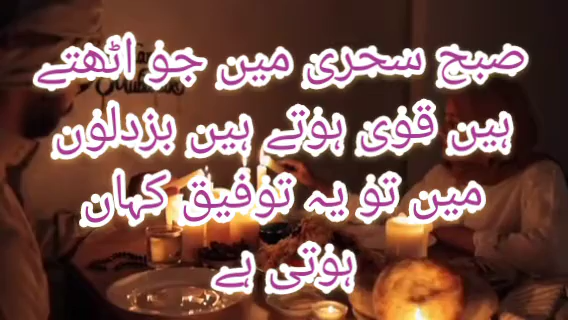 صبح سحری میں جو اٹھتے
ہیں قوی ہوتے ہیں بزدلوں
میں تو یہ توفیق کہاں
ہوتی ہے